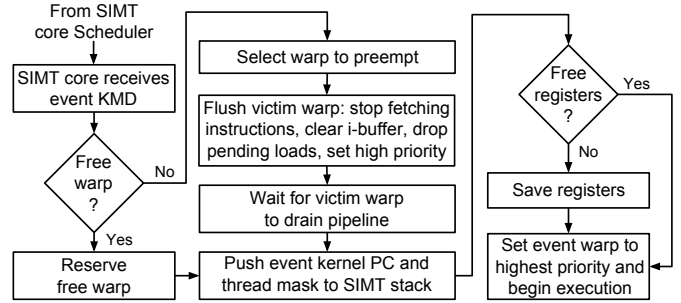 From SIMT
core Scheduler
SIMT core receives
event KMD
Free
warp
?
No
Yes
Reserve
free warp
Select warp to preempt
Flush victim warp: stop fetching
instructions, clear i-buffer, drop
pending loads, set high priority
Wait for victim warp
to drain pipeline
Push event kernel PC and
thread mask to SIMT stack
Free
registers
?
Yes
No
Save registers
Set event warp to
highest priority and
begin execution